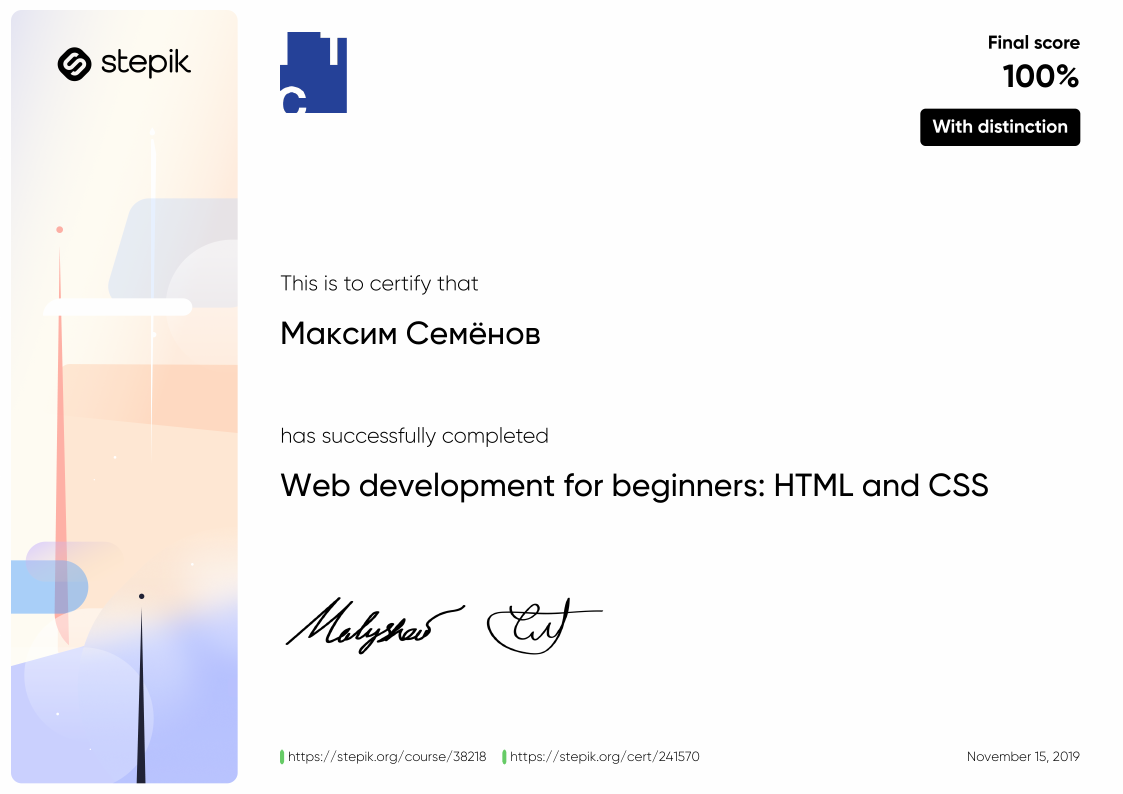 stepik
Final score
100%
With distinction
This is to certify that
Максим Семёнов
has successfully completed
Web development for beginners: HTML and CSS
Malyshev
https://stepik.org/course/38218
https://stepik.org/cert/241570
November 15, 2019